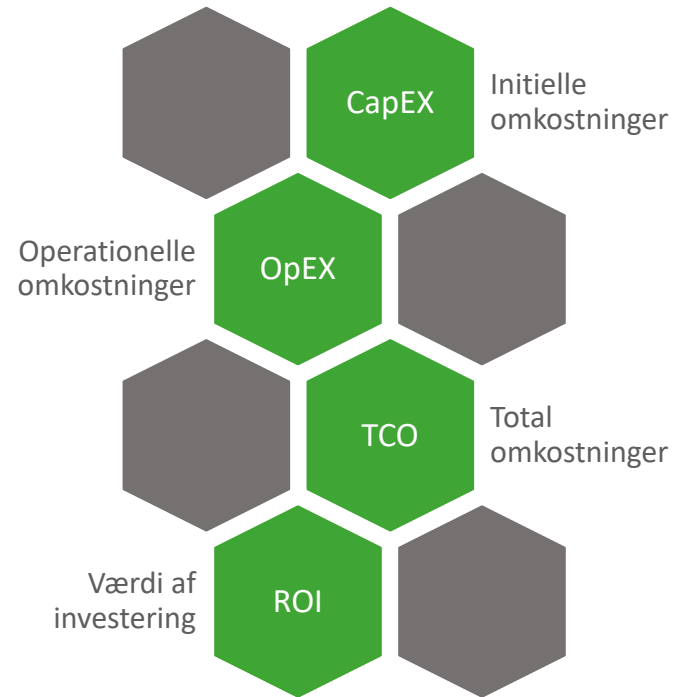 CapEX
Initielle
omkostninger
Operationelle
omkostninger
OpEX
TCO
Total
omkostninger
Værdi af
investering
ROI